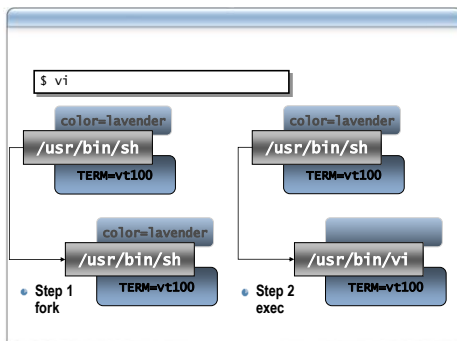 $ vi
color=lavender
/usr/bin/sh
TERM=vt100
color=lavender
/usr/bin/sh
TERM=vt100
Step 1
fork
color=lavender
/usr/bin/sh
TERM=vt100
Step 2
exec
/usr/bin/vi
TERM=vt100